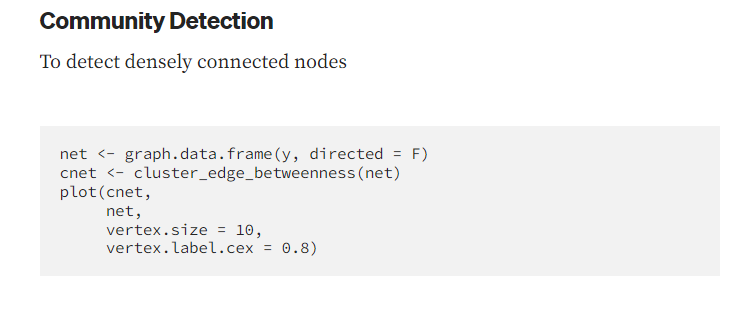 Community Detection
To detect densely connected nodes
net <- graph.data.frame(y, directed = F)
cnet <- cluster_edge_betweenness(net)
plot(cnet,
     net,
     vertex.size = 10,
     vertex.label.cex = 0.8)